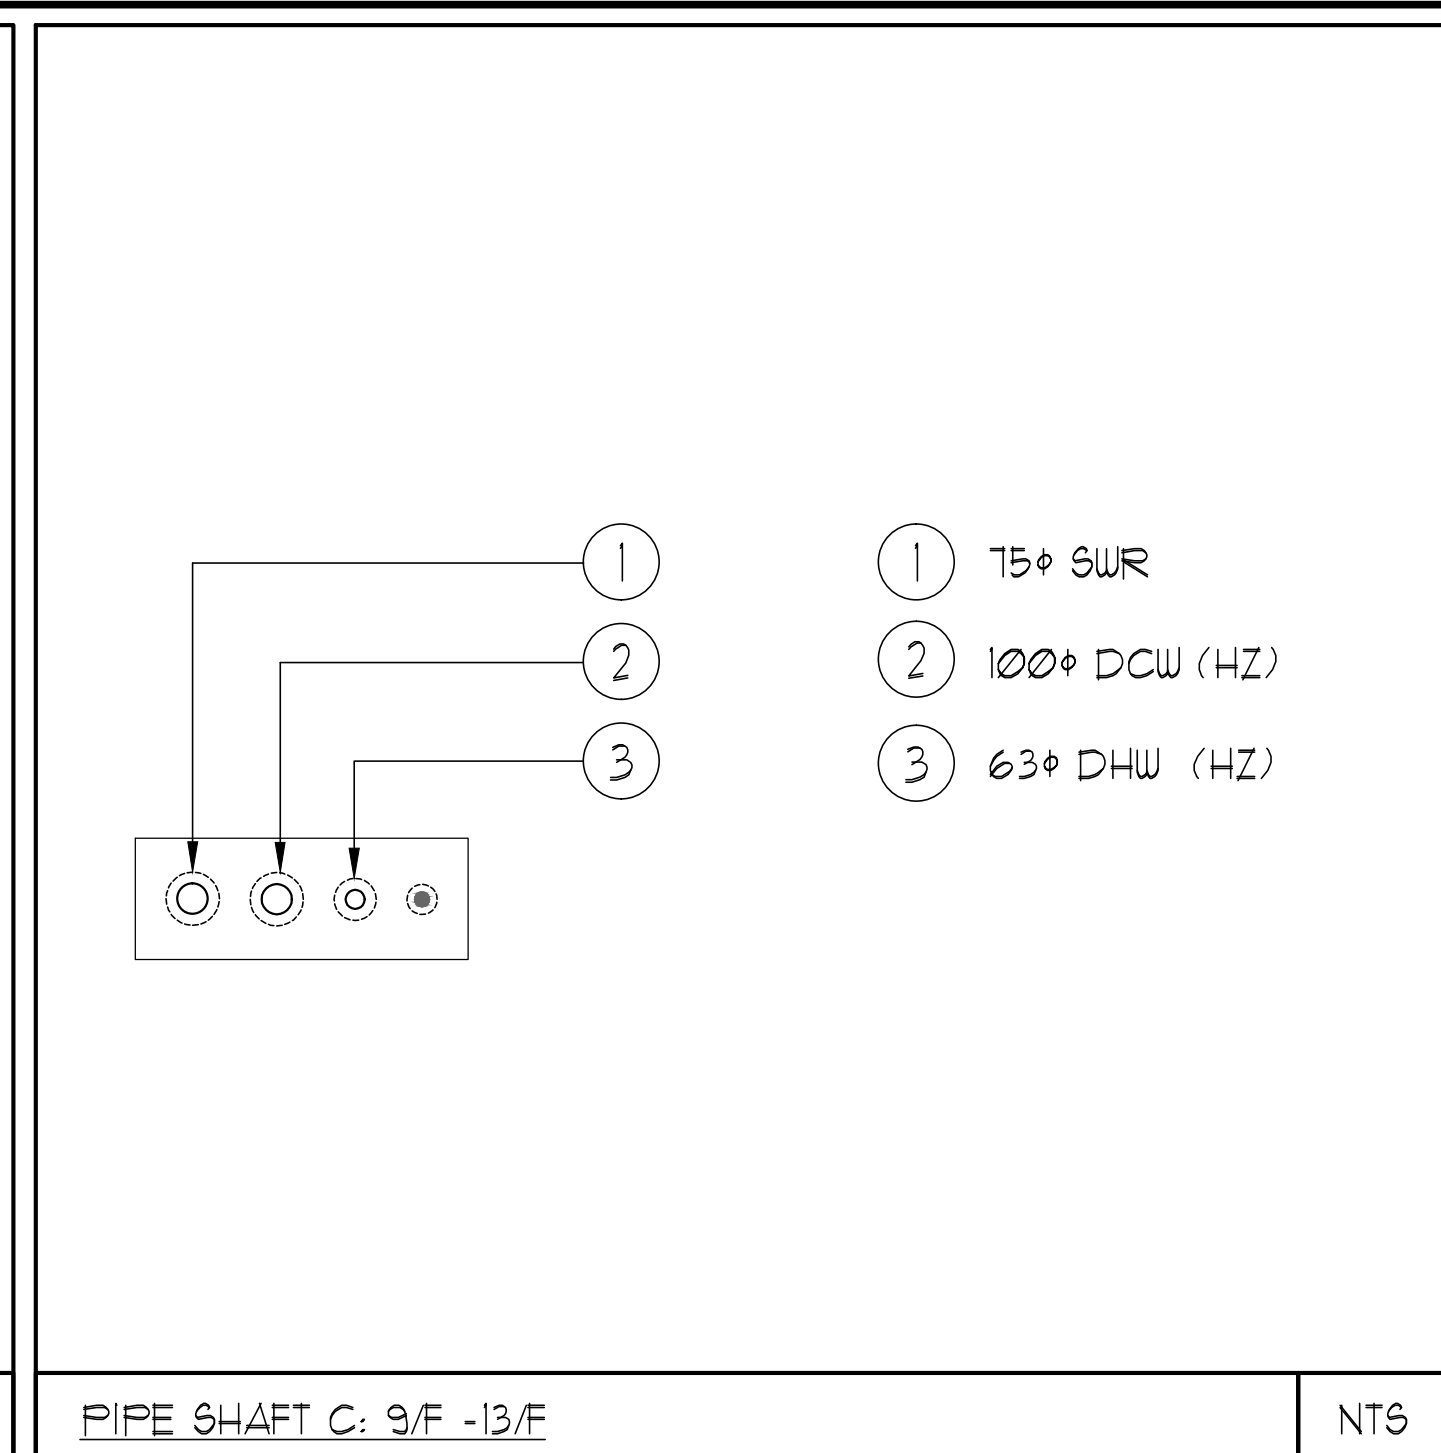 1
2
3
1 75φ SWR
2 100φ DCW (HZ)
3 63φ DHW (HZ)
PIPE SHAFT C: 9/F -13/F
NTS